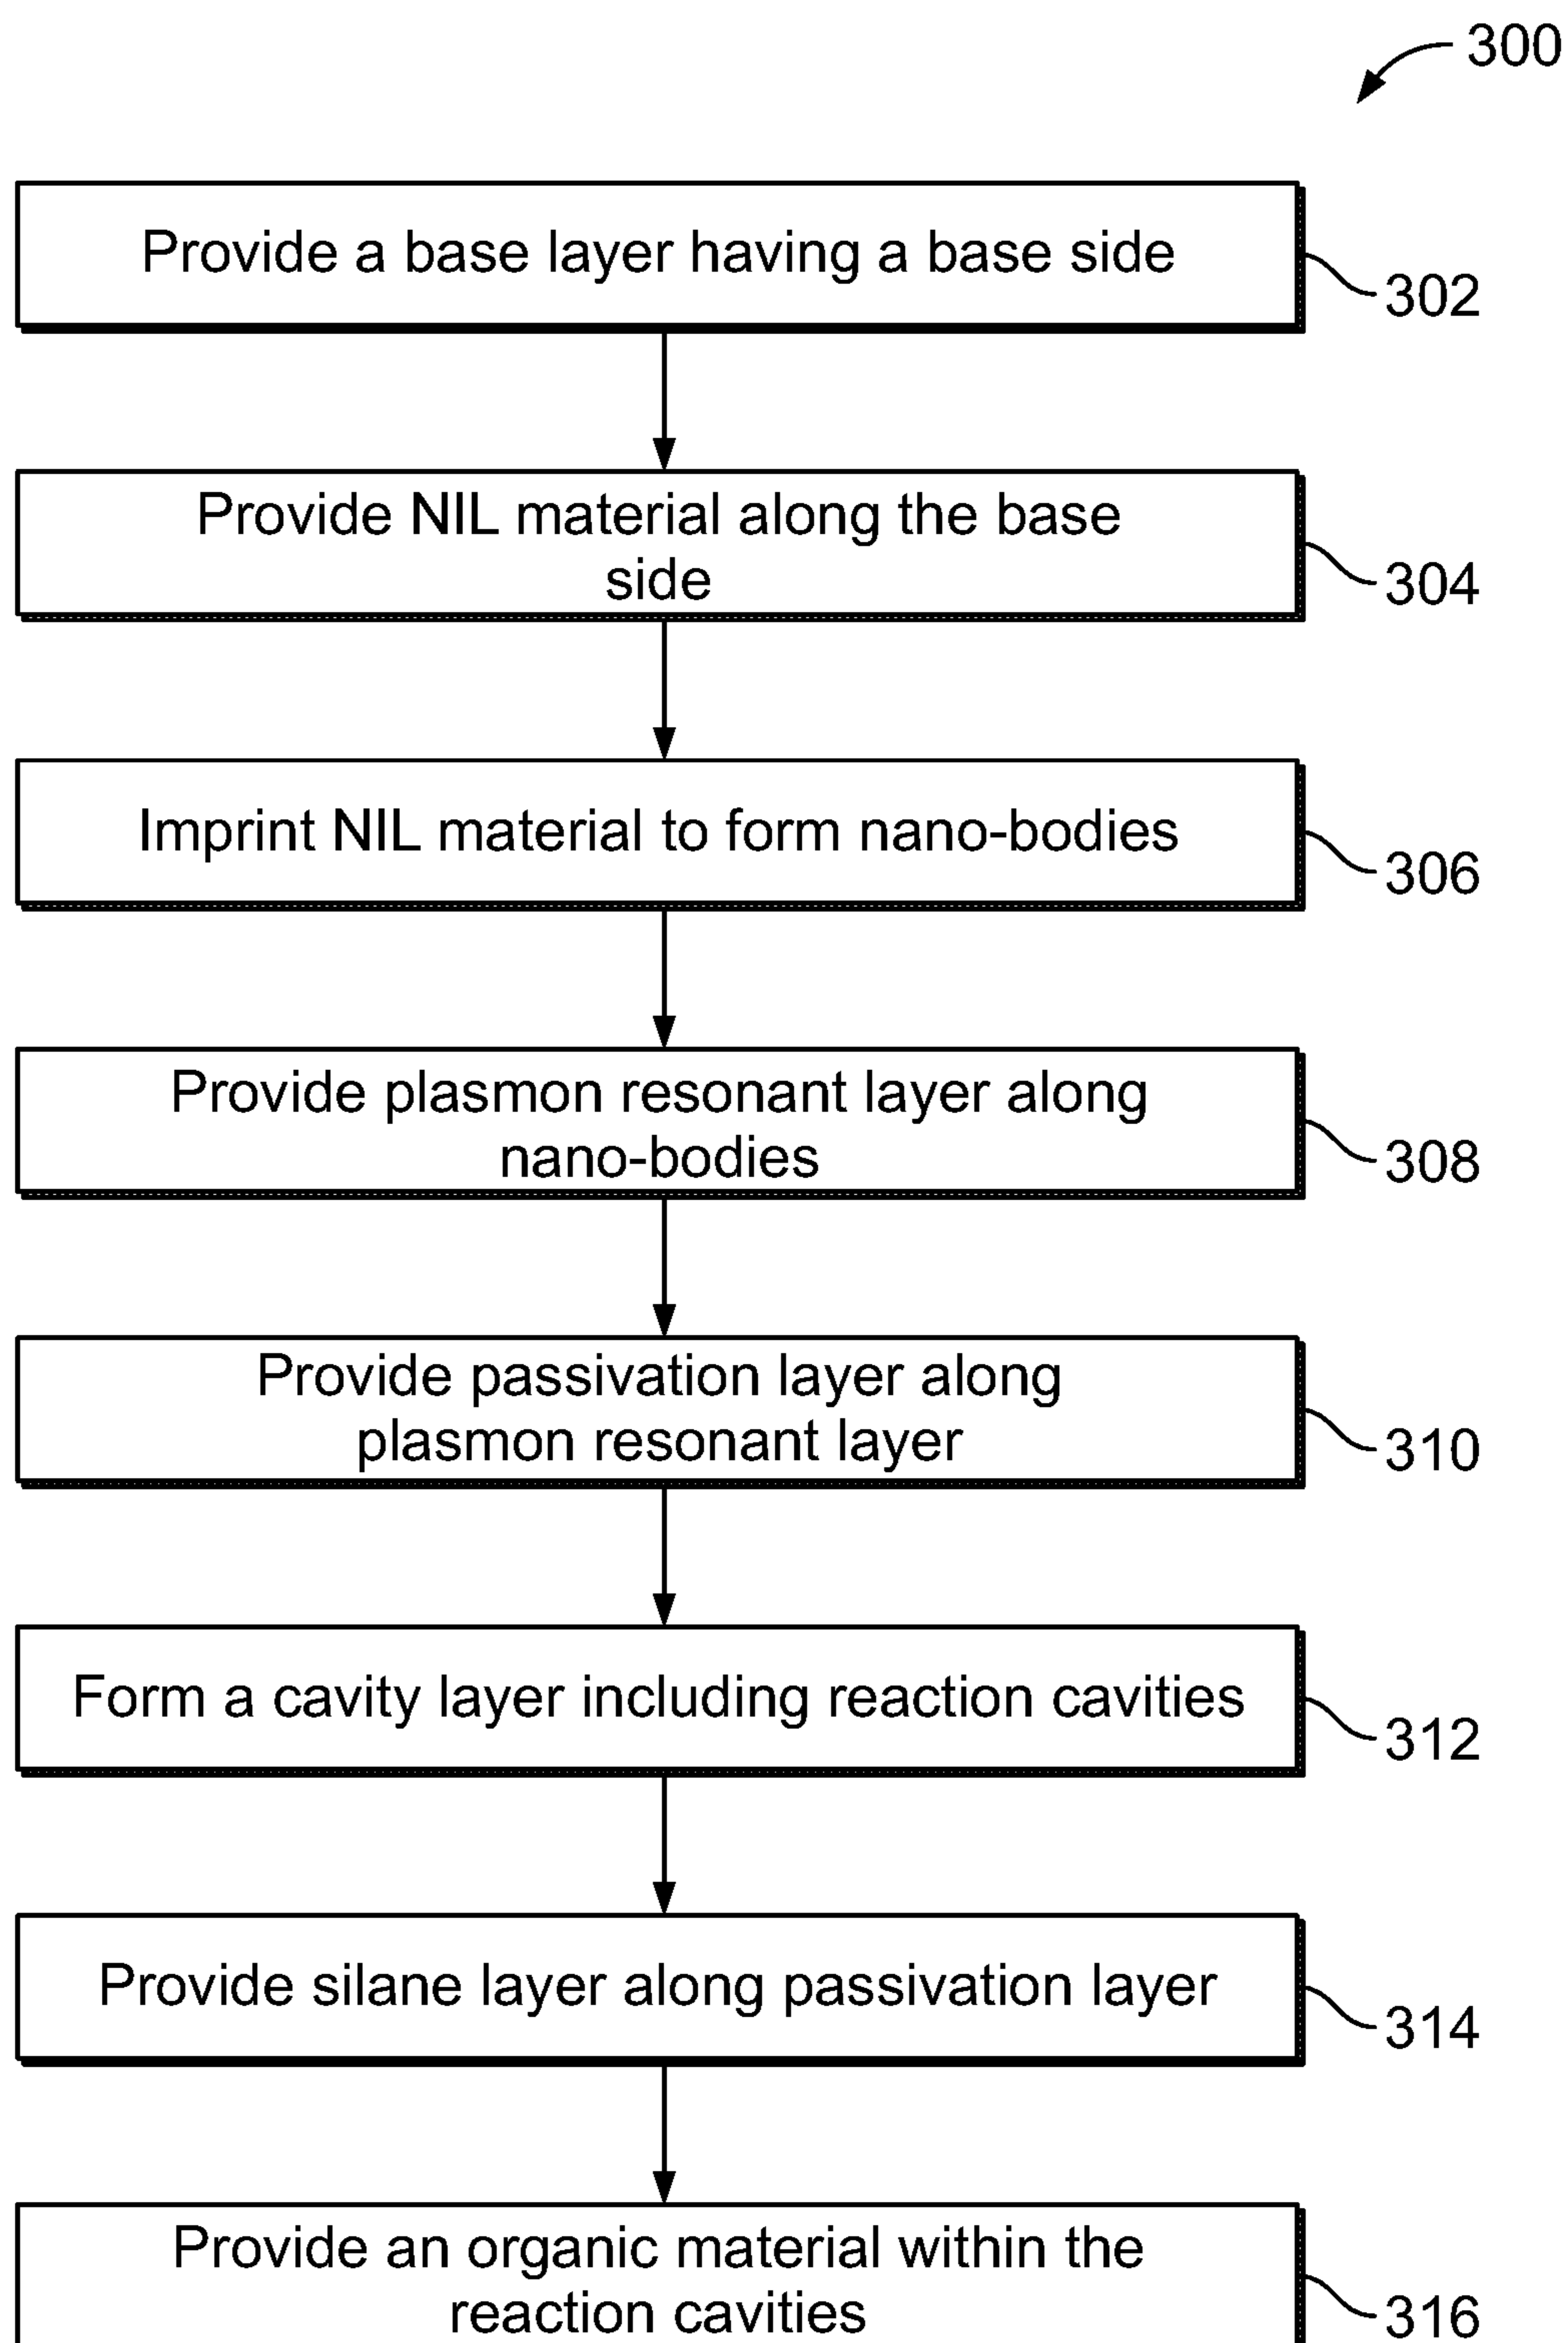 300
Provide a base layer having a base side
302
Provide NIL material along the base
side
304
Imprint NIL material to form nano-bodies
306
Provide plasmon resonant layer along
nano-bodies
308
Provide passivation layer along
plasmon resonant layer
310
Form a cavity layer including reaction cavities
312
Provide silane layer along passivation layer
314
Provide an organic material within the
reaction cavities
316